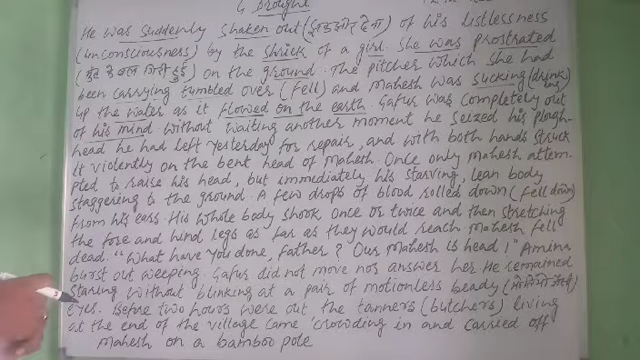 Drought
He was suddenly shaken out (झकझोर देना) of his listlessness
(unconsciousness) by the shrick of a girl. She was prostrated
(मुंह के बल गिरी हुई) on the ground. The pitcher which she had
been carrying tumbled over (fell) and Mahesh was sucking (drinking)
up the water as it flowed on the earth. Gafur was completely out
of his mind without waiting another moment he seized his plough-
head he had left yesterday for repair, and with both hands struck
it violently on the bent head of Mahesh. Once only Mahesh attem-
pted to raise his head, but immediately his starving, lean body
staggering to the ground. A few drops of blood rolled down (fell down)
from his ears. His whole body shook once or twice and then stretching
the fore and hind legs as far as they would reach Mahesh fell
dead. "What have you done, Father? Our Mahesh is head!" Amina
burst out weeping. Gafur did not move nor answer her. He remained
staring without blinking at a pair of motionless beady
eyes. Before two hours were out the tanners (butchers) living
at the end of the village came crowding in and carried off
Mahesh on a bamboo pole